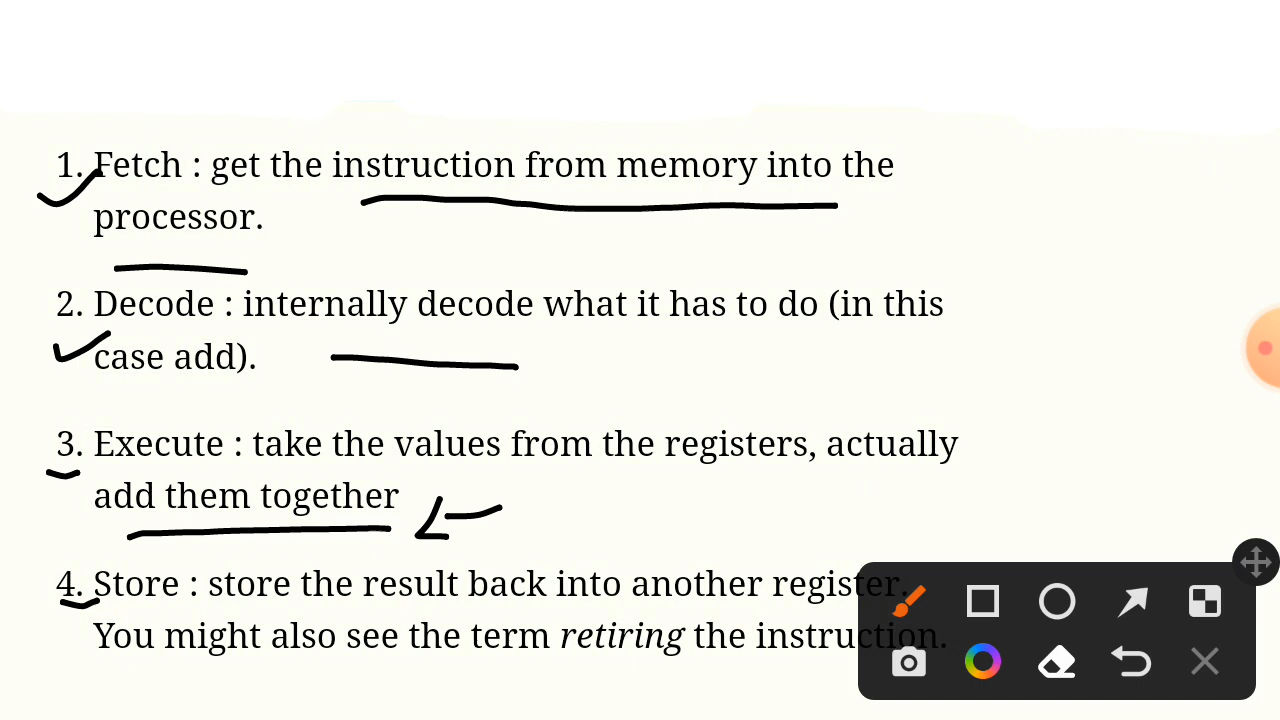 1. Fetch : get the instruction from memory into the
processor.
2. Decode : internally decode what it has to do (in this
case add).
3. Execute : take the values from the registers, actually
add them together
4. Store : store the result back into another register.
You might also see the term retiring the instruction.